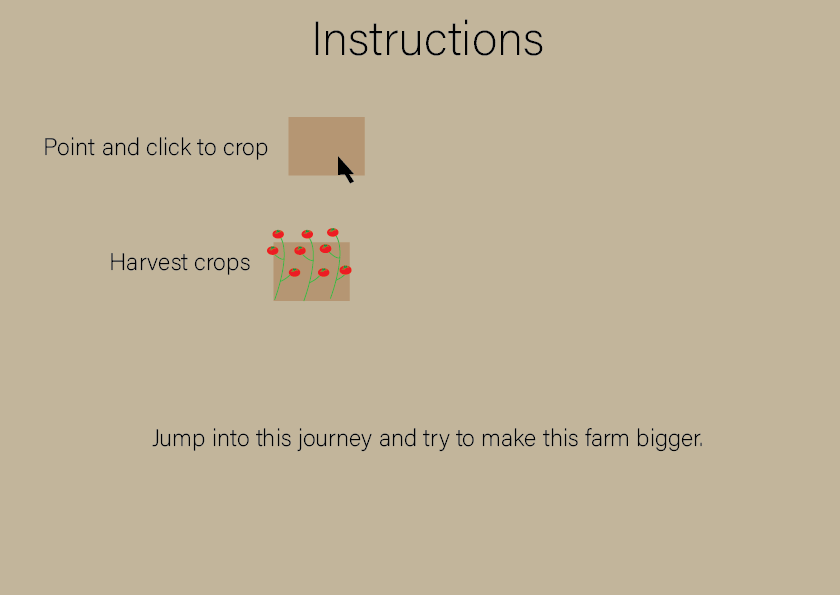 Instructions
Point and click to crop
Harvest crops
Jump into this journey and try to make this farm bigger.